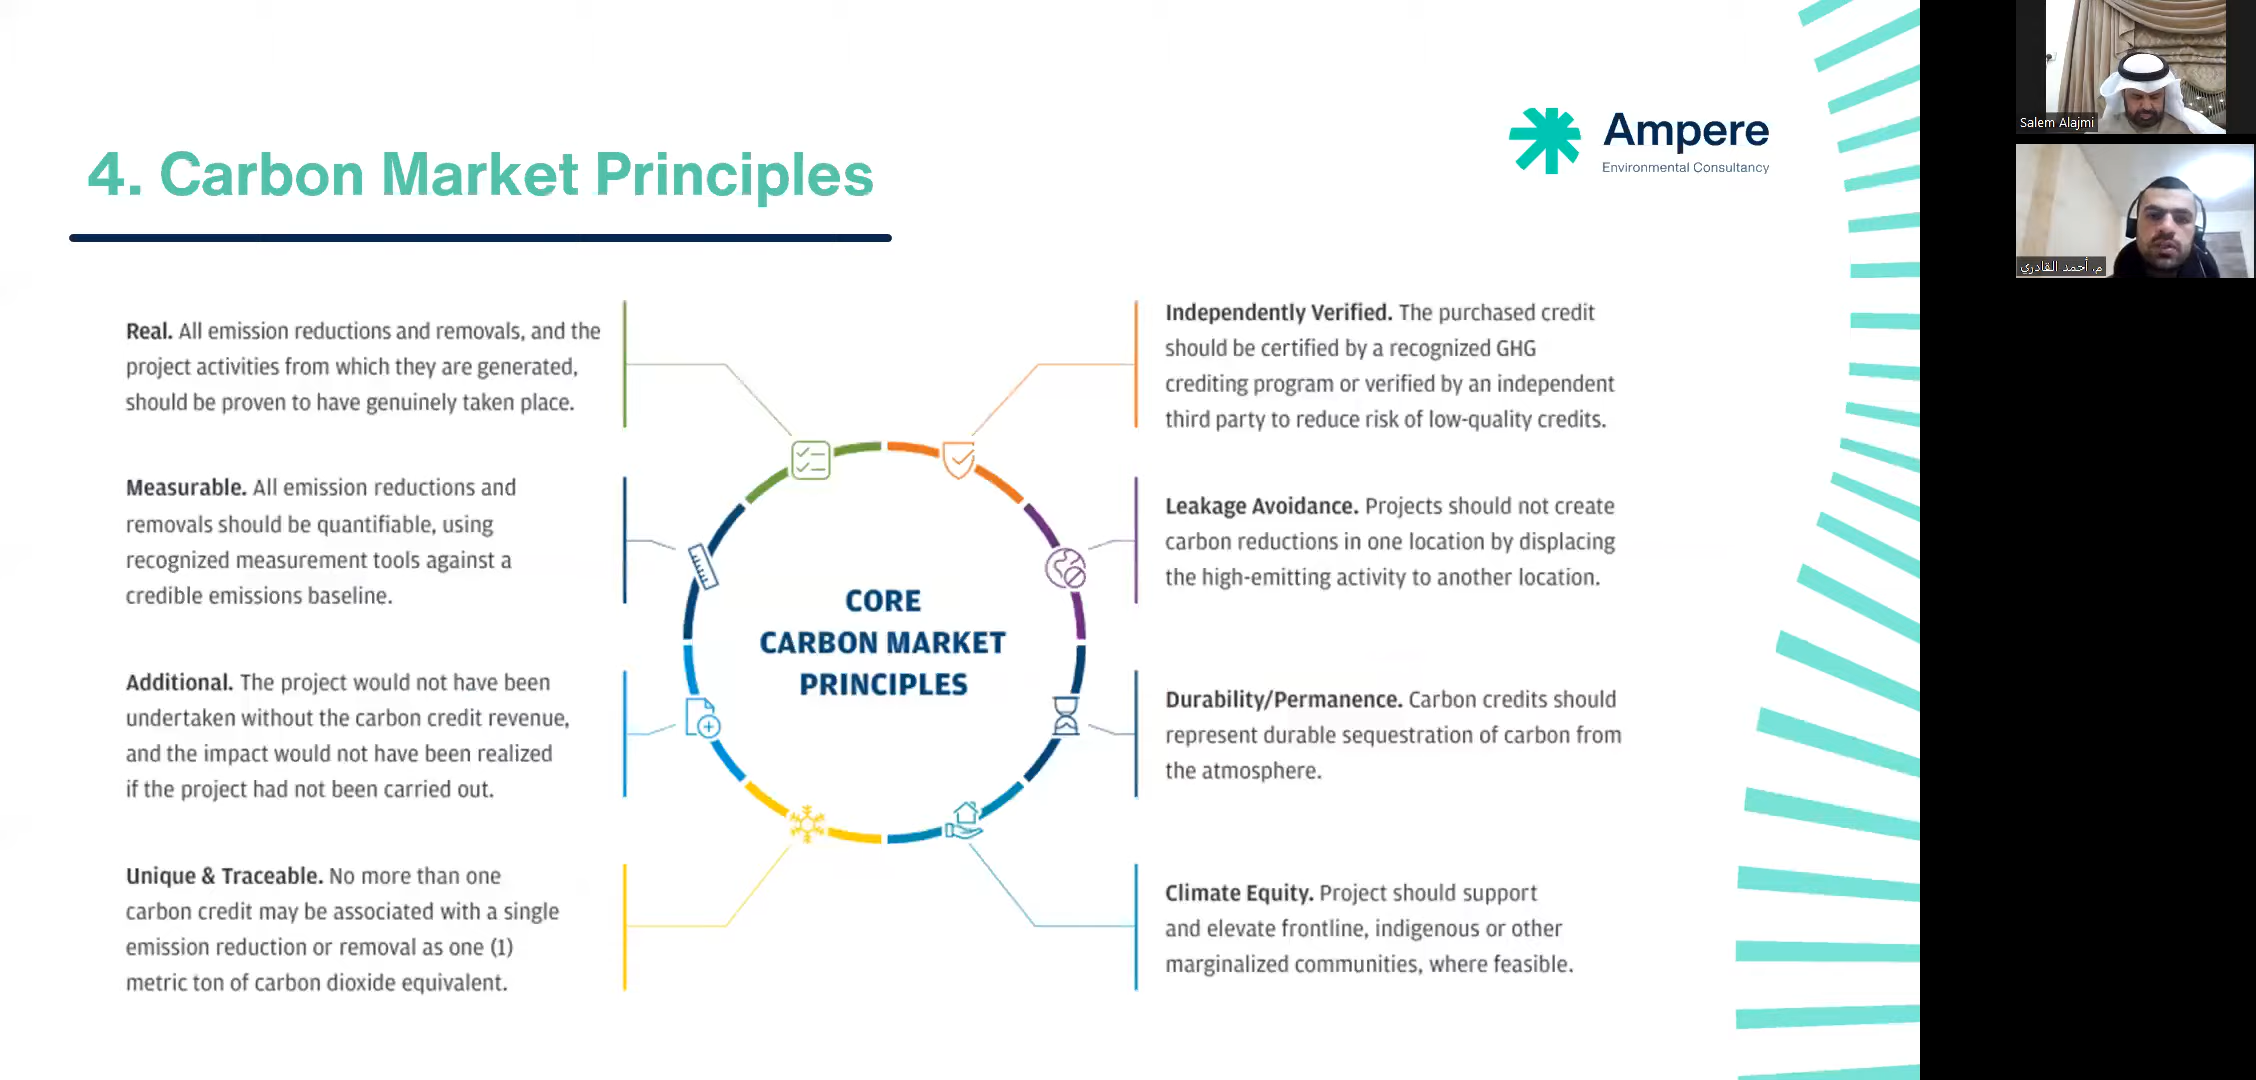 4. Carbon Market Principles
Ampere
Environmental Consultancy
Real. All emission reductions and removals, and the
project activities from which they are generated,
should be proven to have genuinely taken place.
Measurable. All emission reductions and
removals should be quantifiable, using
recognized measurement tools against a
credible emissions baseline.
Additional. The project would not have been
undertaken without the carbon credit revenue,
and the impact would not have been realized
if the project had not been carried out.
Unique & Traceable. No more than one
carbon credit may be associated with a single
emission reduction or removal as one (1)
metric ton of carbon dioxide equivalent.
CORE
CARBON MARKET
PRINCIPLES
Independently Verified. The purchased credit
should be certified by a recognized GHG
crediting program or verified by an independent
third party to reduce risk of low-quality credits.
Leakage Avoidance. Projects should not create
carbon reductions in one location by displacing
the high-emitting activity to another location.
Durability/Permanence. Carbon credits should
represent durable sequestration of carbon from
the atmosphere.
Climate Equity. Project should support
and elevate frontline, indigenous or other
marginalized communities, where feasible.
Salem Alajmi
م. أحمد القادري